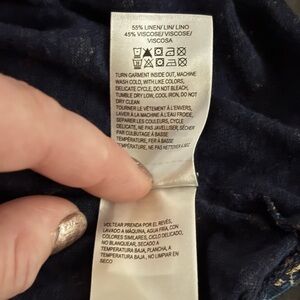 55% LINEN/ LIN/ LINO
45% VISCOSE/ VISCOSE/
VISCOSA
TURN GARMENT INSIDE OUT, MACHINE
WASH COLD, WITH LIKE COLORS,
DELICATE CYCLE, DO NOT BLEACH,
TUMBLE DRY LOW, COOL IRON, DO NOT
DRY CLEAN
TOURNER LE VÊTEMENT À L'ENVERS,
LAVER À LA MACHINE À L'EAU FROIDE,
SÉPARER LES COULEURS, CYCLE
DÉLICATE, NE PAS JAVELLISER, SÉCHER
PAR CULBUTAGE À BASSE
TEMPÉRATURE, FER À BASSE
TEMPÉRATURE, NE PAS NETTOYER À SEC
VOLTEAR PRENDA POR EL REVÉS,
LAVADO A MÁQUINA, AGUA FRÍA, CON
COLORES SIMILARES, CICLO DELICADO,
NO BLANQUEAR, SECADO A
TEMPERATURA BAJA, PLANCHA, A
TEMPERATURA BAJA , NO LIMPIAR EN
SECO